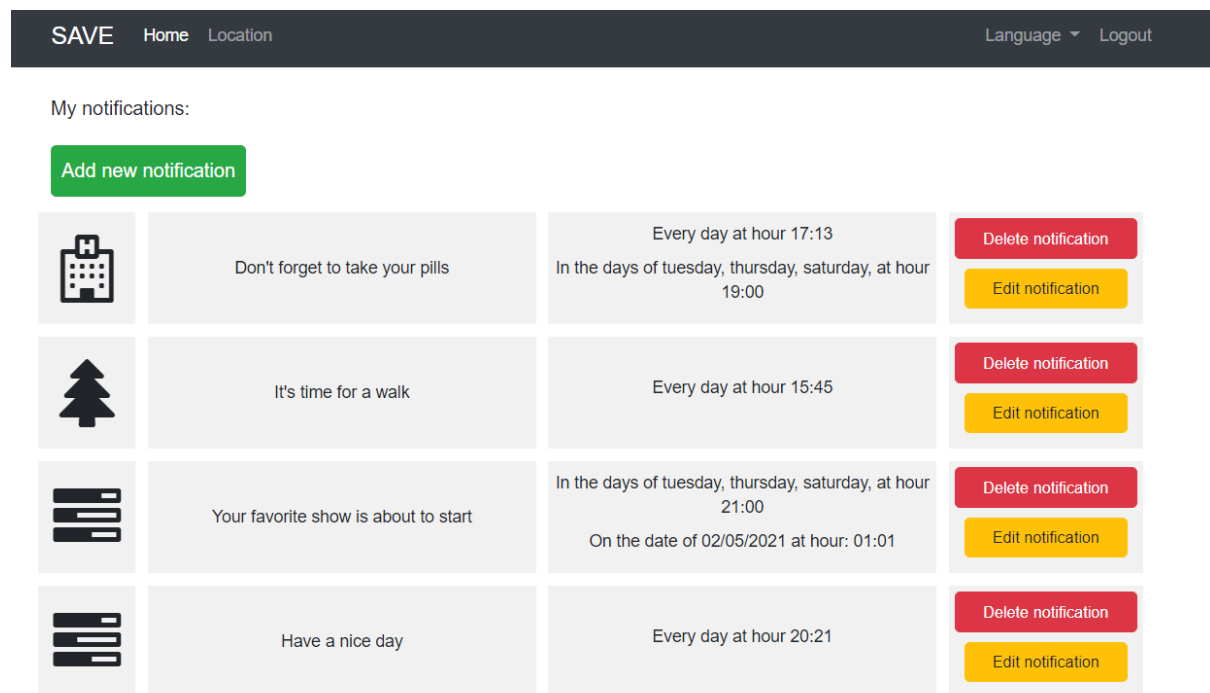 SAVE Home Location Language Logout
My notifications:
Add new notification
H
Don't forget to take your pills
Every day at hour 17:13
In the days of tuesday, thursday, saturday, at hour
19:00
Delete notification
Edit notification
It's time for a walk
Every day at hour 15:45
Delete notification
Edit notification
Your favorite show is about to start
In the days of tuesday, thursday, saturday, at hour
21:00
On the date of 02/05/2021 at hour: 01:01
Delete notification
Edit notification
Have a nice day
Every day at hour 20:21
Delete notification
Edit notification